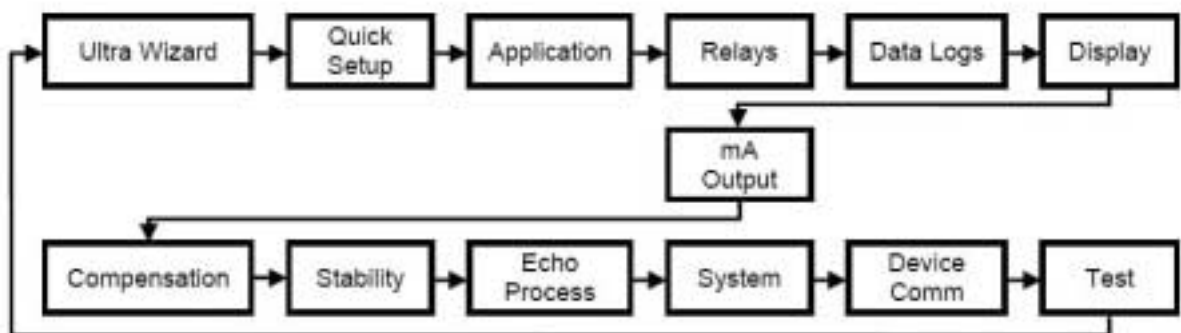 Ultra Wizard
Quick
Setup
Application
Relays
Data Logs
Display
mA
Output
Compensation
Stability
Echo
Process
System
Device
Comm
Test